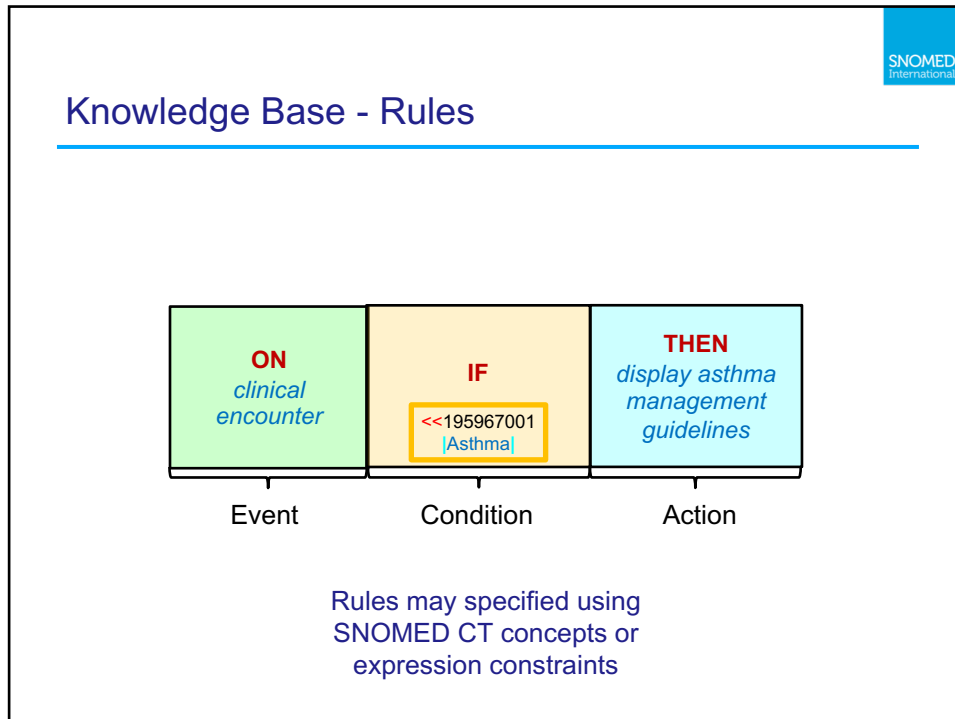 SNOMED
International
Knowledge Base - Rules
ON
clinical
encounter
IF
<<195967001
|Asthma|
THEN
display asthma
management
guidelines
Event
Condition
Action
Rules may specified using
SNOMED CT concepts or
expression constraints